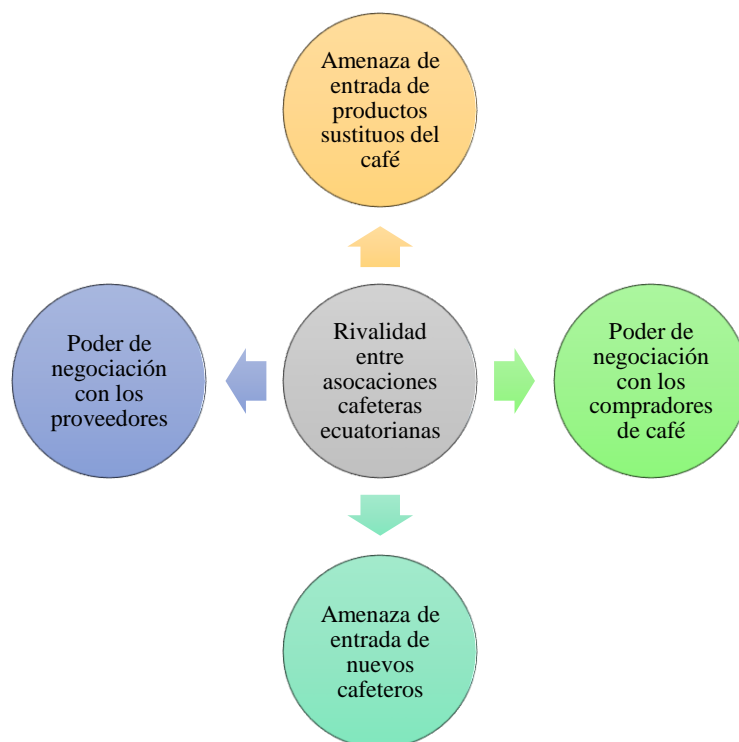 Amenaza de
entrada de
productos
sustituos del
café
Poder de
negociación
con los
proveedores
Rivalidad
entre
asocaciones
cafeteras
ecuatorianas
Poder de
negociación
con los
compradores
de café
Amenaza de
entrada de
nuevos
cafeteros